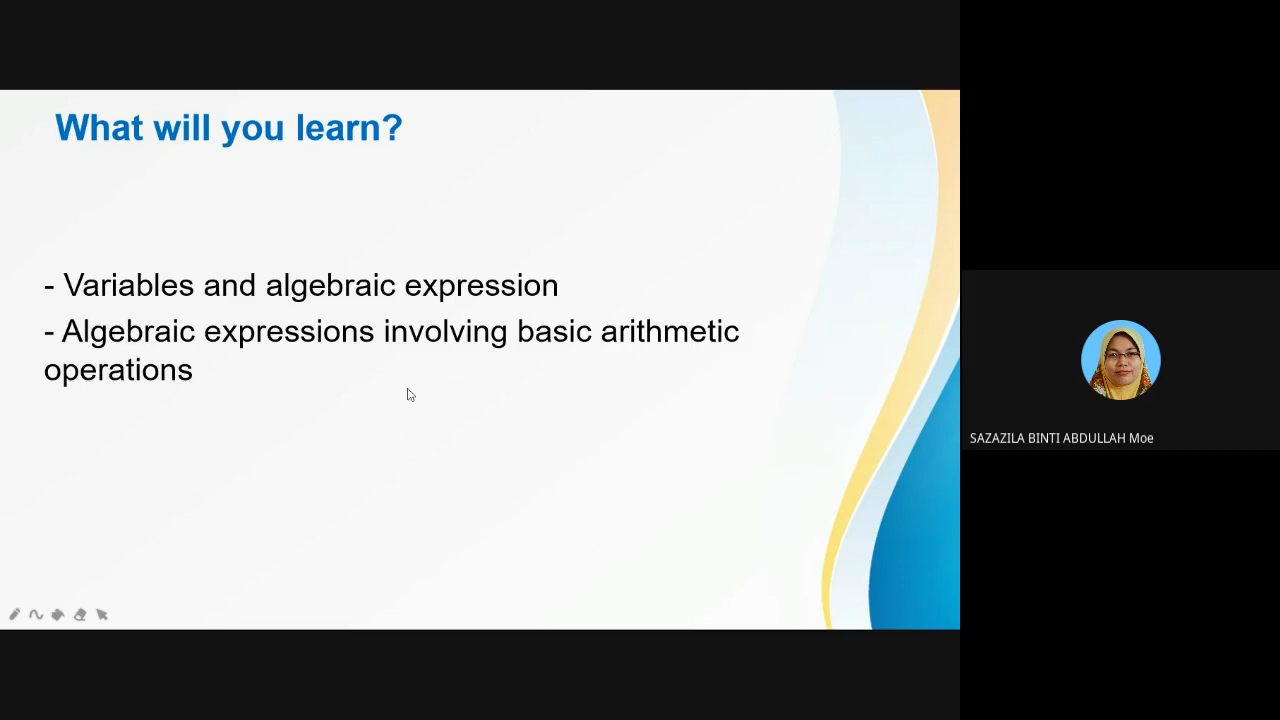 What will you learn?
- Variables and algebraic expression
- Algebraic expressions involving basic arithmetic
operations
SAZAZILA BINTI ABDULLAH Moe